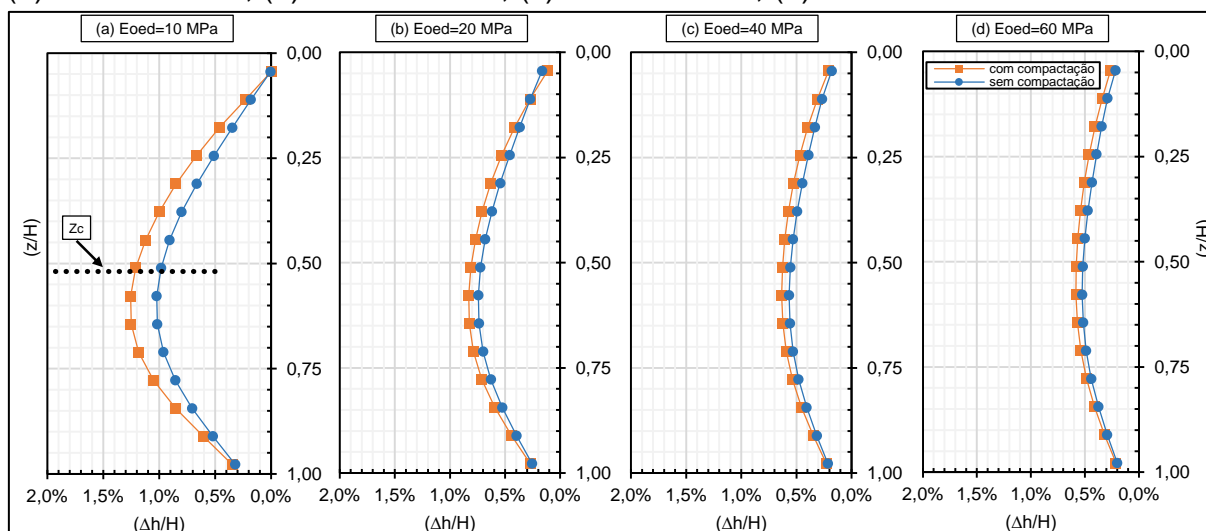 (a) Eoed=10 MPa
(b) Eoed=20 MPa
(c) Eoed=40 MPa
(d) Eoed=60 MPa
com compactação
sem compactação
0,00
0,25
0,50
0,75
1,00
(z/H)
Zc
2,0% 1,5% 1,0% 0,5% 0,0%
(Δh/H)
0,00
0,25
0,50
0,75
1,00
2,0% 1,5% 1,0% 0,5% 0,0%
(Δh/H)
0,00
0,25
0,50
0,75
1,00
2,0% 1,5% 1,0% 0,5% 0,0%
(Δh/H)
0,00
0,25
0,50
0,75
1,00
(z/H)
2,0% 1,5% 1,0% 0,5% 0,0%
(Δh/H)